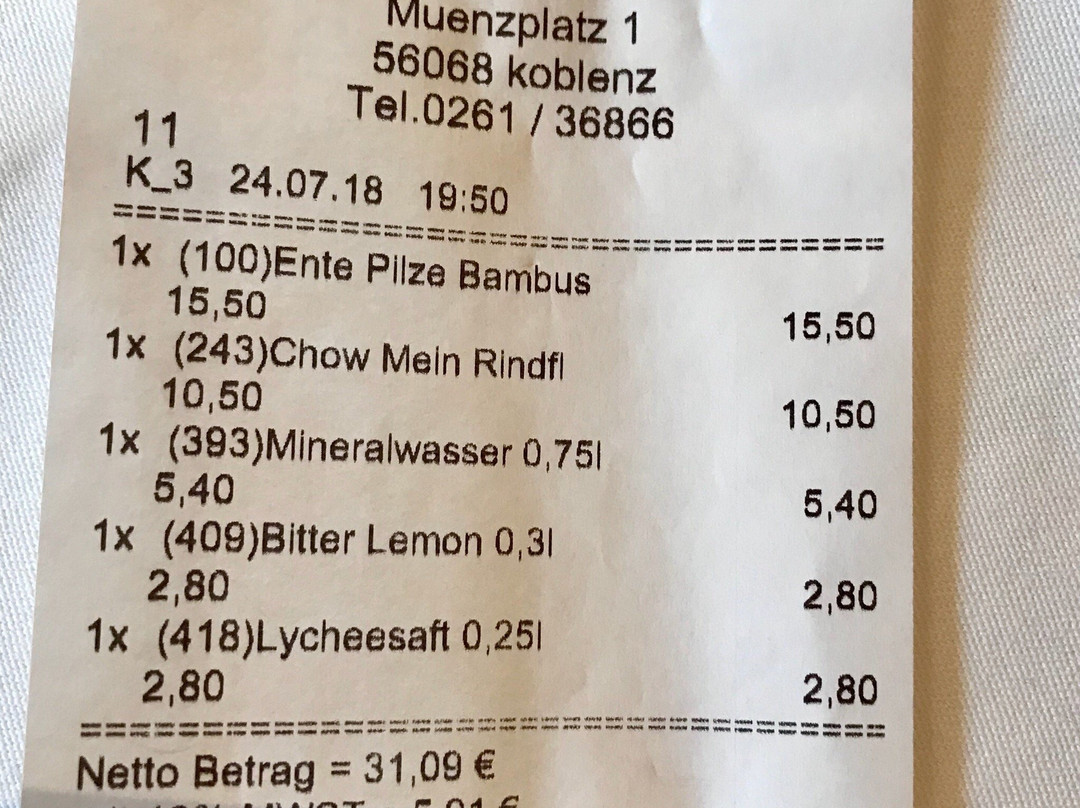 Muenzplatz 1
56068 koblenz
Tel.0261 / 36866
11
K_3 24.07.18 19:50
======================================
1x (100)Ente Pilze Bambus
15,50 15,50
1x (243)Chow Mein Rindfl
10,50 10,50
1x (393)Mineralwasser 0,75l
5,40 5,40
1x (409)Bitter Lemon 0,3l
2,80 2,80
1x (418)Lycheesaft 0,25l
2,80 2,80
======================================
Netto Betrag = 31,09 €